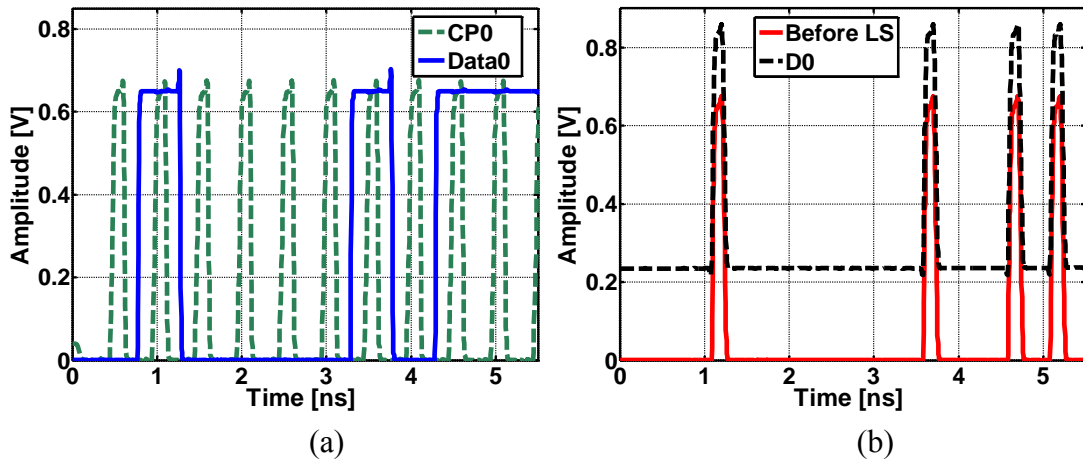 CP0
Data0
Amplitude [V]
0.8
0.6
0.4
0.2
0
0 1 2 3 4 5
Time [ns]
(a)
Before LS
D0
Amplitude [V]
0.8
0.6
0.4
0.2
0
0 1 2 3 4 5
Time [ns]
(b)